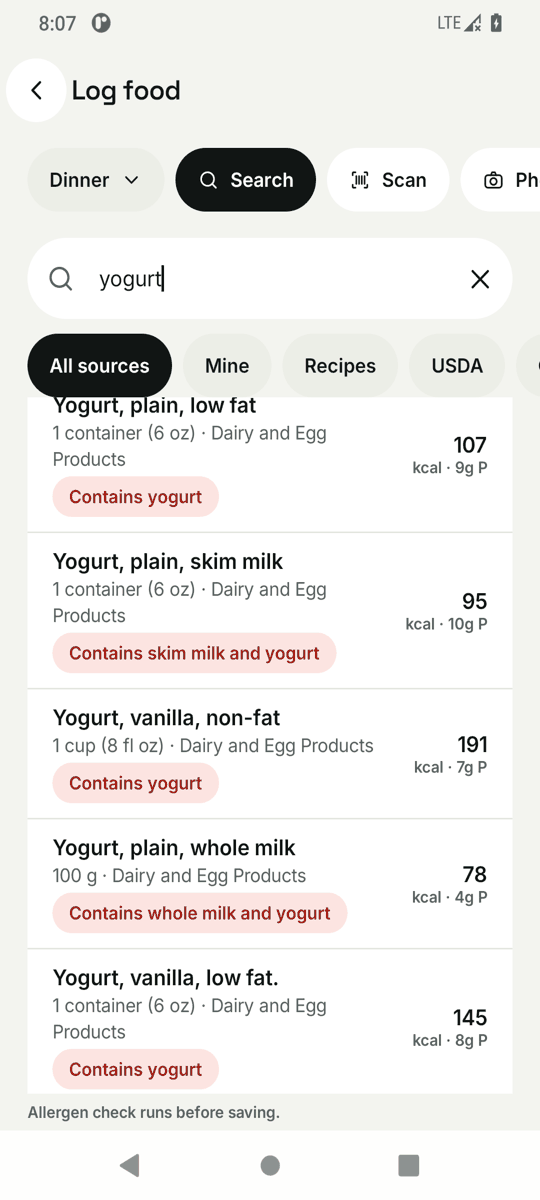 8:07
LTE
Log food
Dinner
Search
Scan
Ph
yogurt
All sources
Mine
Recipes
USDA
Yogurt, plain, low fat
1 container (6 oz) · Dairy and Egg
Products
107
kcal · 9g P
Contains yogurt
Yogurt, plain, skim milk
1 container (6 oz) · Dairy and Egg
Products
95
kcal · 10g P
Contains skim milk and yogurt
Yogurt, vanilla, non-fat
1 cup (8 fl oz) · Dairy and Egg Products
191
kcal · 7g P
Contains yogurt
Yogurt, plain, whole milk
100 g · Dairy and Egg Products
78
kcal · 4g P
Contains whole milk and yogurt
Yogurt, vanilla, low fat.
1 container (6 oz) · Dairy and Egg
Products
145
kcal · 8g P
Contains yogurt
Allergen check runs before saving.